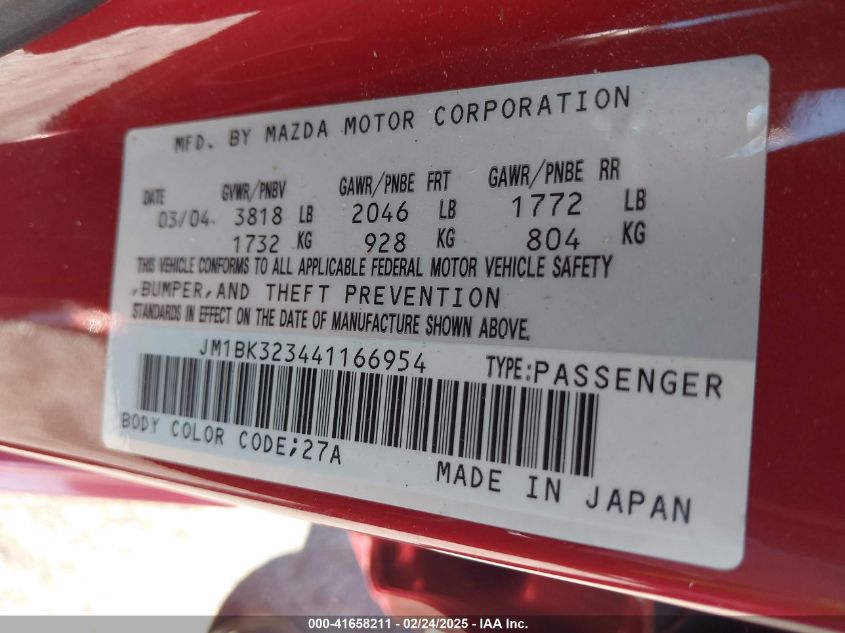 MFD. BY MAZDA MOTOR CORPORATION
DATE GVWR/PNBV GAWR/PNBE FRT GAWR/PNBE RR
03/04 3818 LB 2046 LB 1772 LB
1732 KG 928 KG 804 KG
THIS VEHICLE CONFORMS TO ALL APPLICABLE FEDERAL MOTOR VEHICLE SAFETY
,BUMPER,AND THEFT PREVENTION
STANDARDS IN EFFECT ON THE DATE OF MANUFACTURE SHOWN ABOVE.
JM1BK323441166954 TYPE:PASSENGER
BODY COLOR CODE;27A
MADE IN JAPAN
000-41658211 - 02/24/2025 - IAA Inc.